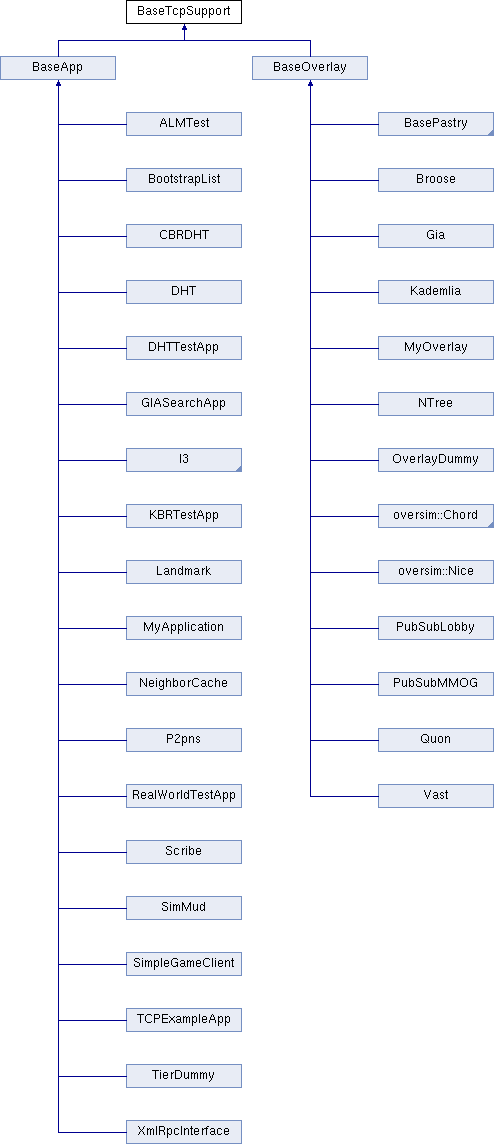 BaseTcpSupport
BaseApp
BaseOverlay
ALMTest
BasePastry
BootstrapList
Broose
CBRDHT
Gia
DHT
Kademlia
DHTTestApp
MyOverlay
GIASearchApp
NTree
I3
OverlayDummy
KBRTestApp
oversim::Chord
Landmark
oversim::Nice
MyApplication
PubSubLobby
NeighborCache
PubSubMMOG
P2pns
Quon
RealWorldTestApp
Vast
Scribe
SimMud
SimpleGameClient
TCPExampleApp
TierDummy
XmlRpcInterface